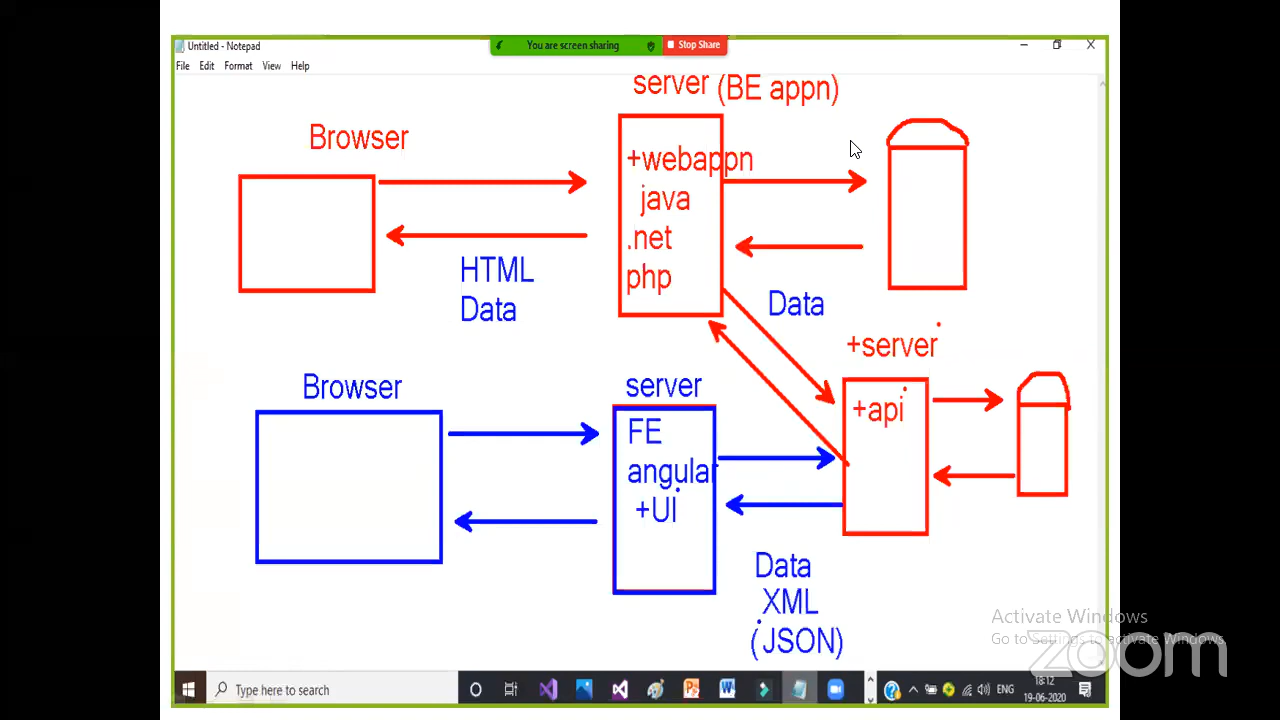 Untitled - Notepad
You are screen sharing
Stop Share
File Edit Format View Help
server (BE appn)
Browser
+webappn
java
.net
php
HTML
Data
Data
+server
Browser
server
+api
FE
angular
+UI
Data
XML
(JSON)
Activate Windows
Go to Settings to activate Windows.
zoom
Type here to search
ENG
18:12
19-06-2020